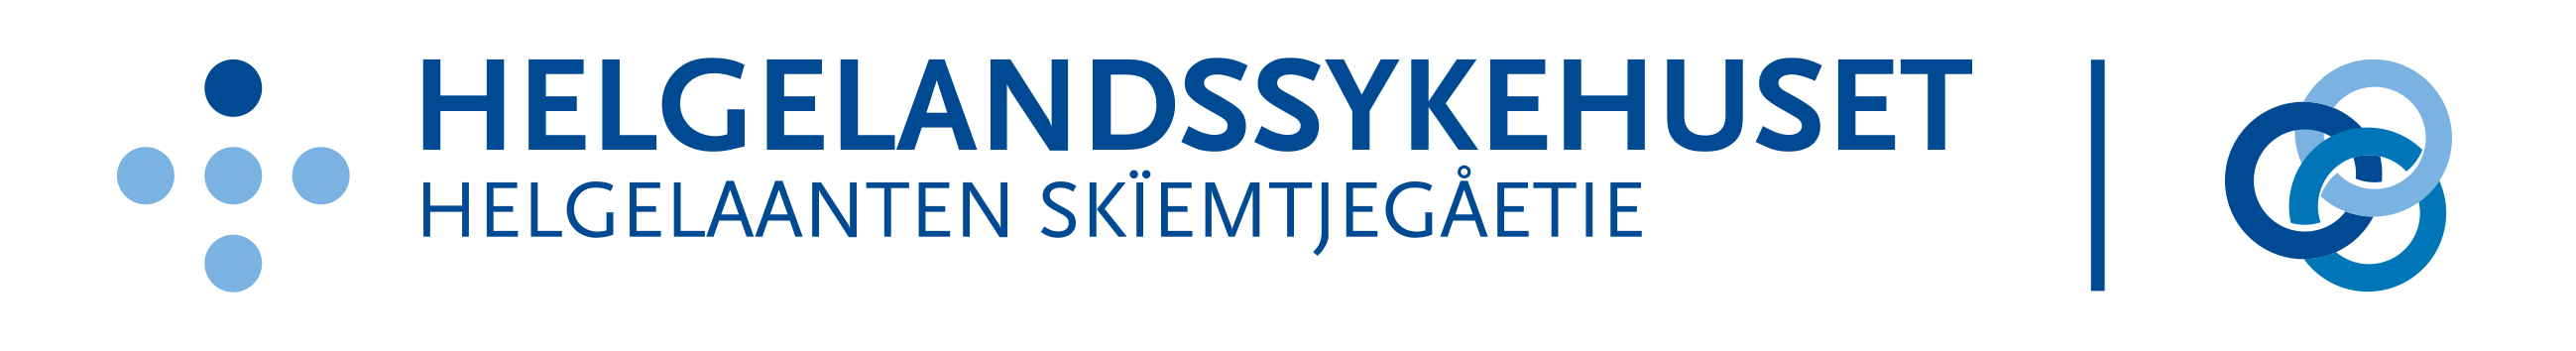 HELGELANDSSYKEHUSET
HELGELAANTEN SKÏEMTJEGÅETIE